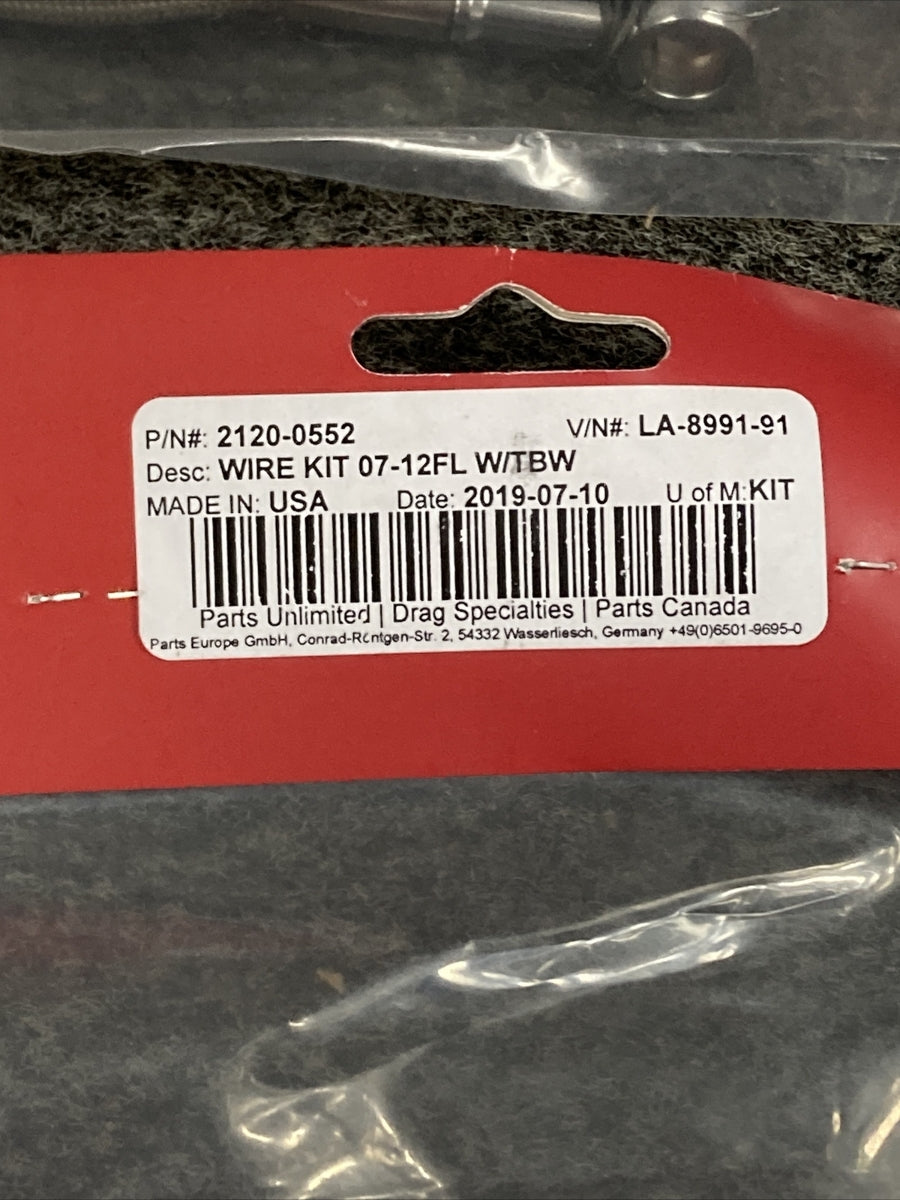 P/N#: 2120-0552 V/N#: LA-8991-91
Desc: WIRE KIT 07-12FL W/TBW
MADE IN: USA Date: 2019-07-10 U of M:KIT
Parts Unlimited | Drag Specialties | Parts Canada
Parts Europe GmbH, Conrad-Röntgen-Str. 2, 54332 Wasserliesch, Germany +49(0)6501-9695-0